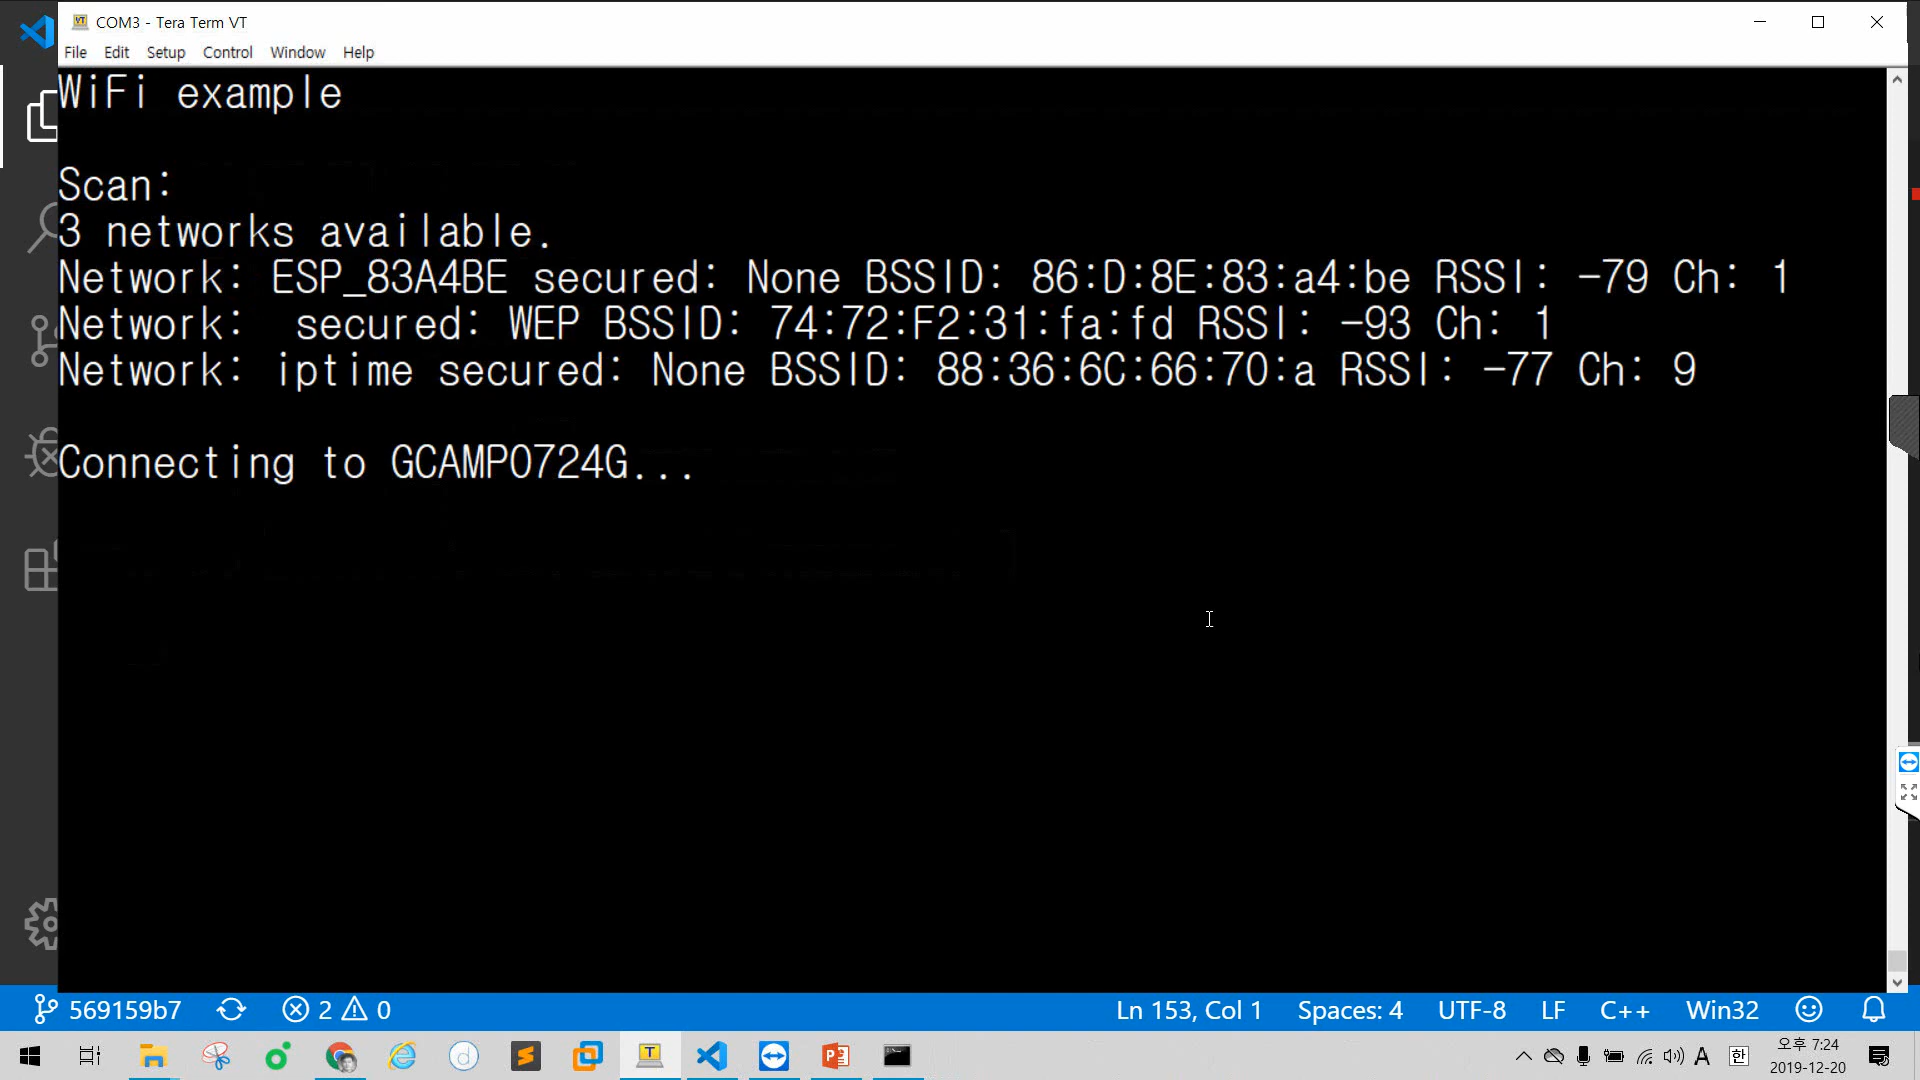 COM3 - Tera Term VT
File Edit Setup Control Window Help
WiFi example
Scan:
3 networks available.
Network: ESP_83A4BE secured: None BSSID: 86:D:8E:83:a4:be RSSI: -79 Ch: 1
Network:  secured: WEP BSSID: 74:72:F2:31:fa:fd RSSI: -93 Ch: 1
Network: iptime secured: None BSSID: 88:36:6C:66:70:a RSSI: -77 Ch: 9
Connecting to GCAMP0724G...
569159b7 2 0 Ln 153, Col 1 Spaces: 4 UTF-8 LF C++ Win32
A 한 오후 7:24
2019-12-20